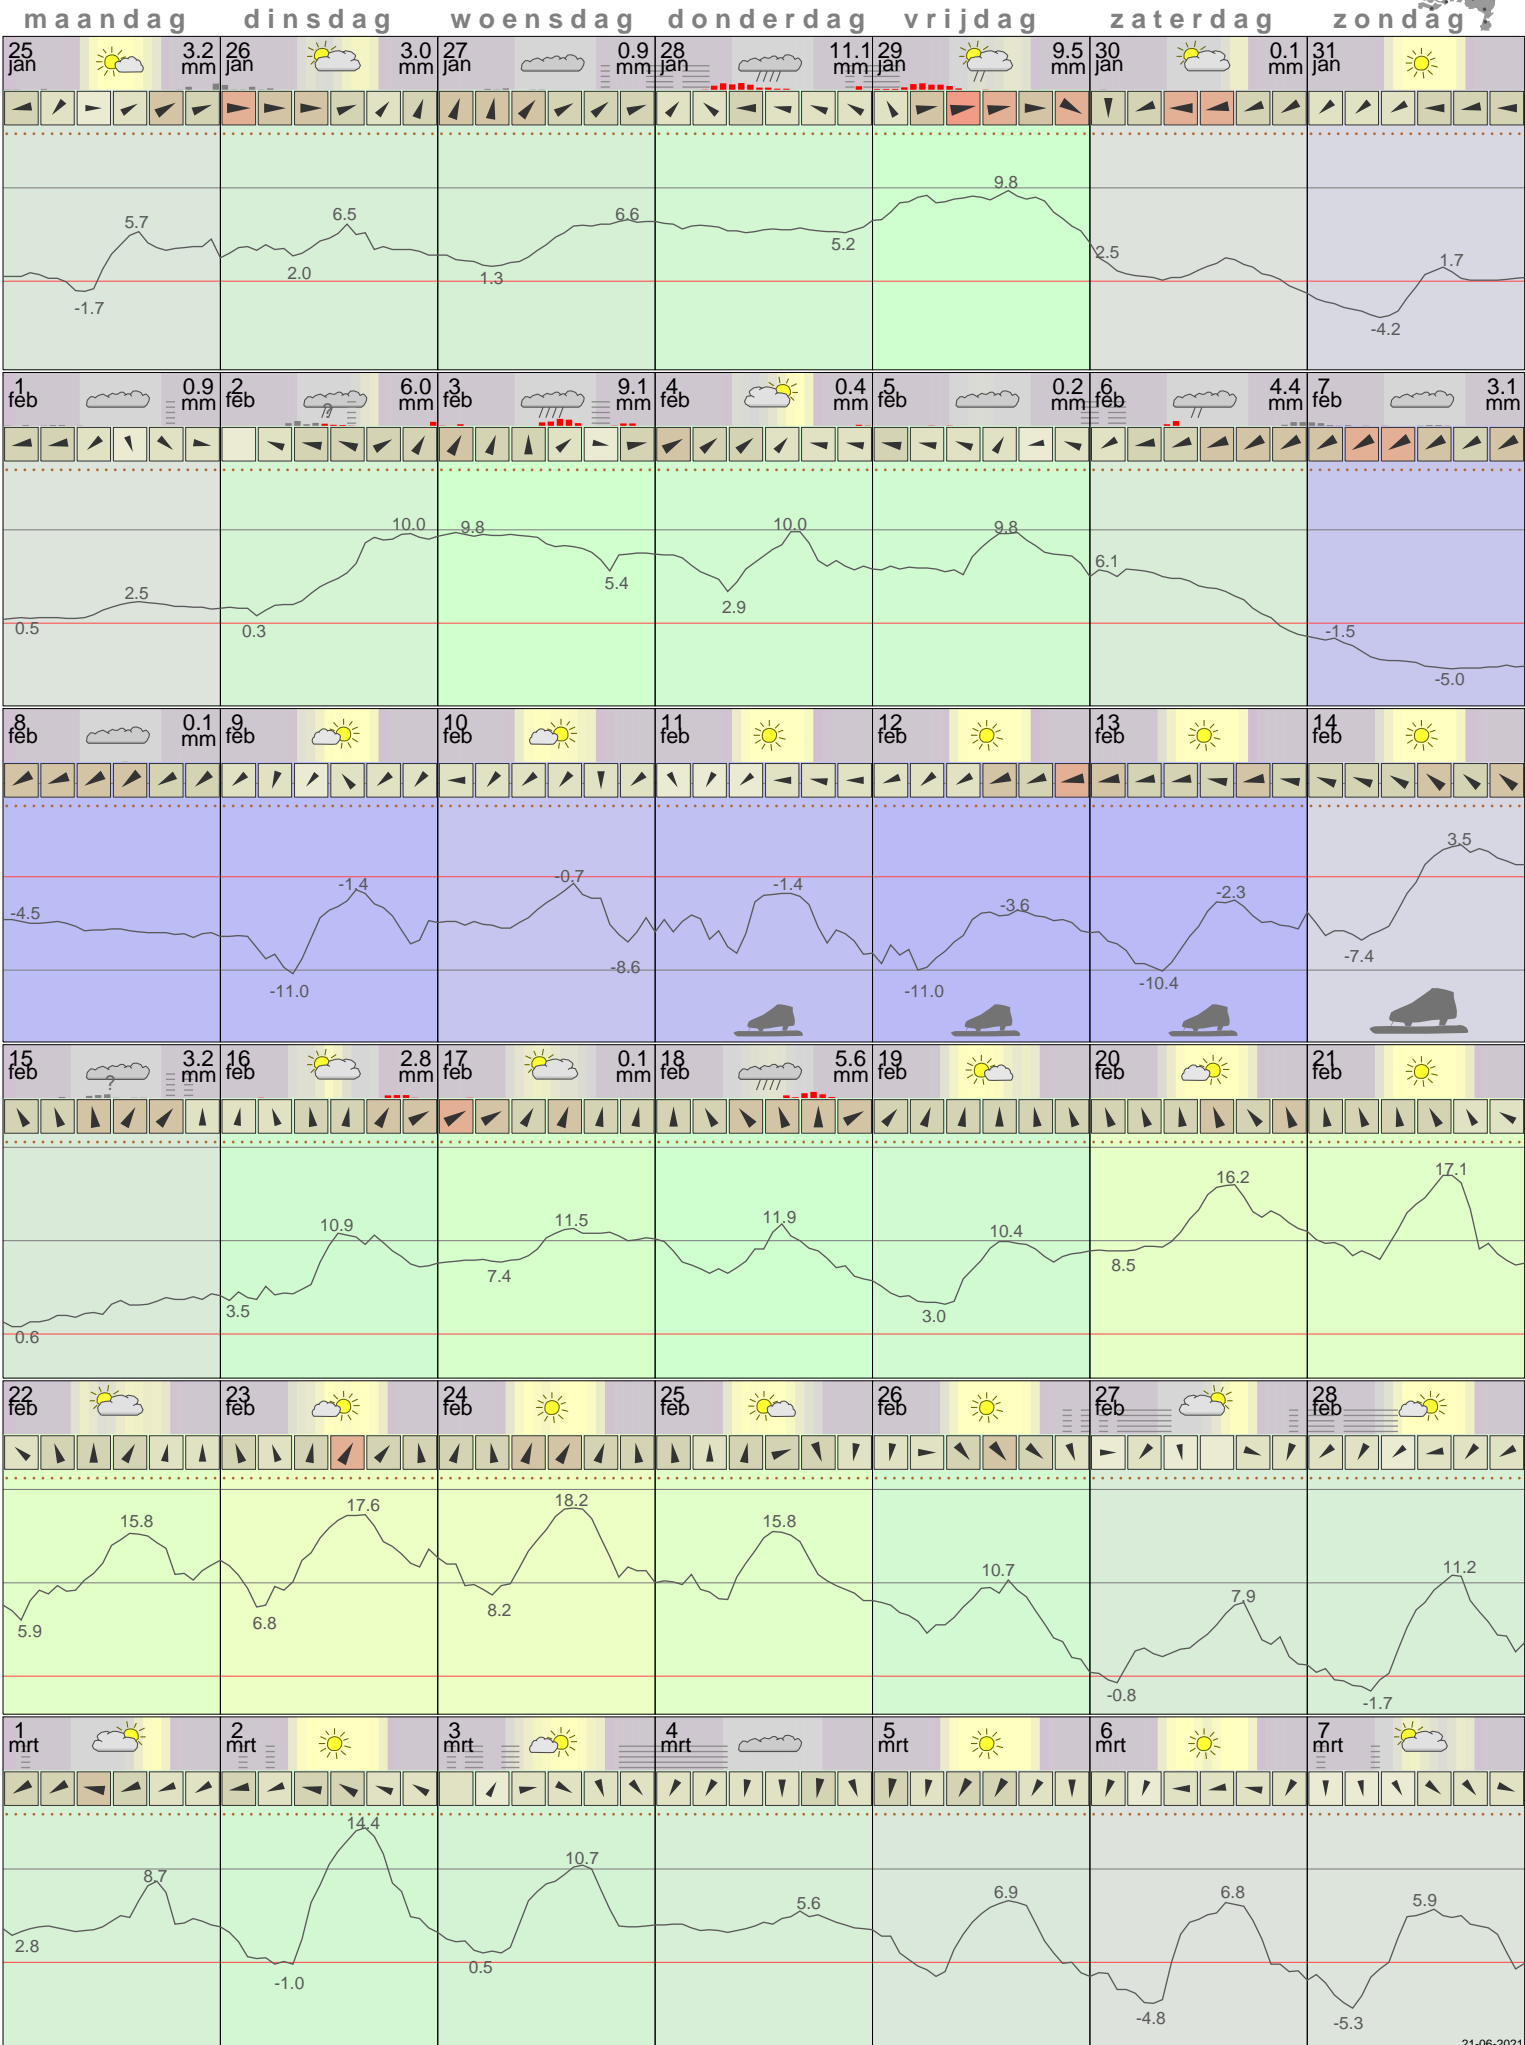 maandag dinsdag woensdag donderdag vrijdag zaterdag zondag
25 jan 3.2 mm 26 jan 3.0 mm 27 jan 0.9 mm 28 jan 11.1 mm 29 jan 9.5 mm 30 jan 0.1 mm 31 jan
5.7 6.5 6.6 9.8
-1.7 2.0 1.3 5.2 2.5 1.7 -4.2
1 feb 0.9 mm 2 feb ? 6.0 mm 3 feb 9.1 mm 4 feb 0.4 mm 5 feb 0.2 mm 6 feb 4.4 mm 7 feb 3.1 mm
0.5 2.5 0.3 10.0 9.8 5.4 2.9 10.0 9.8 6.1 -1.5 -5.0
8 feb 0.1 mm 9 feb 10 feb 11 feb 12 feb 13 feb 14 feb
-4.5 -11.0 -1.4 -0.7 -8.6 -1.4 -11.0 -3.6 -10.4 -2.3 -7.4 3.5
15 feb ? 3.2 mm 16 feb 2.8 mm 17 feb 0.1 mm 18 feb 5.6 mm 19 feb 20 feb 21 feb
0.6 3.5 10.9 7.4 11.5 11.9 3.0 10.4 8.5 16.2 17.1
22 feb 23 feb 24 feb 25 feb 26 feb 27 feb 28 feb
5.9 15.8 6.8 17.6 8.2 18.2 15.8 10.7 -0.8 7.9 -1.7 11.2
1 mrt 2 mrt 3 mrt 4 mrt 5 mrt 6 mrt 7 mrt
2.8 8.7 -1.0 14.4 0.5 10.7 5.6 6.9 -4.8 6.8 -5.3 5.9
21-06-2021